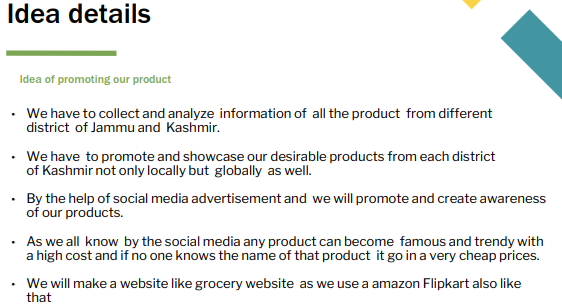 Idea details
Idea of promoting our product
• We have to collect and analyze information of all the product from different
district of Jammu and Kashmir.
• We have to promote and showcase our desirable products from each district
of Kashmir not only locally but globally as well.
• By the help of social media advertisement and we will promote and create awareness
of our products.
• As we all know by the social media any product can become famous and trendy with
a high cost and if no one knows the name of that product it go in a very cheap prices.
• We will make a website like grocery website as we use a amazon Flipkart also like
that